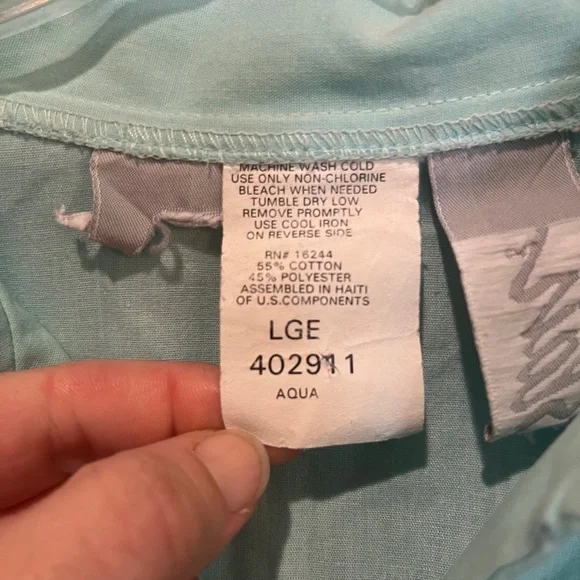 MACHINE WASH COLD
USE ONLY NON-CHLORINE
BLEACH WHEN NEEDED
TUMBLE DRY LOW
REMOVE PROMPTLY
USE COOL IRON
ON REVERSE SIDE
RN# 16244
55% COTTON
45% POLYESTER
ASSEMBLED IN HAITI
OF U.S.COMPONENTS
LGE
402911
AQUA